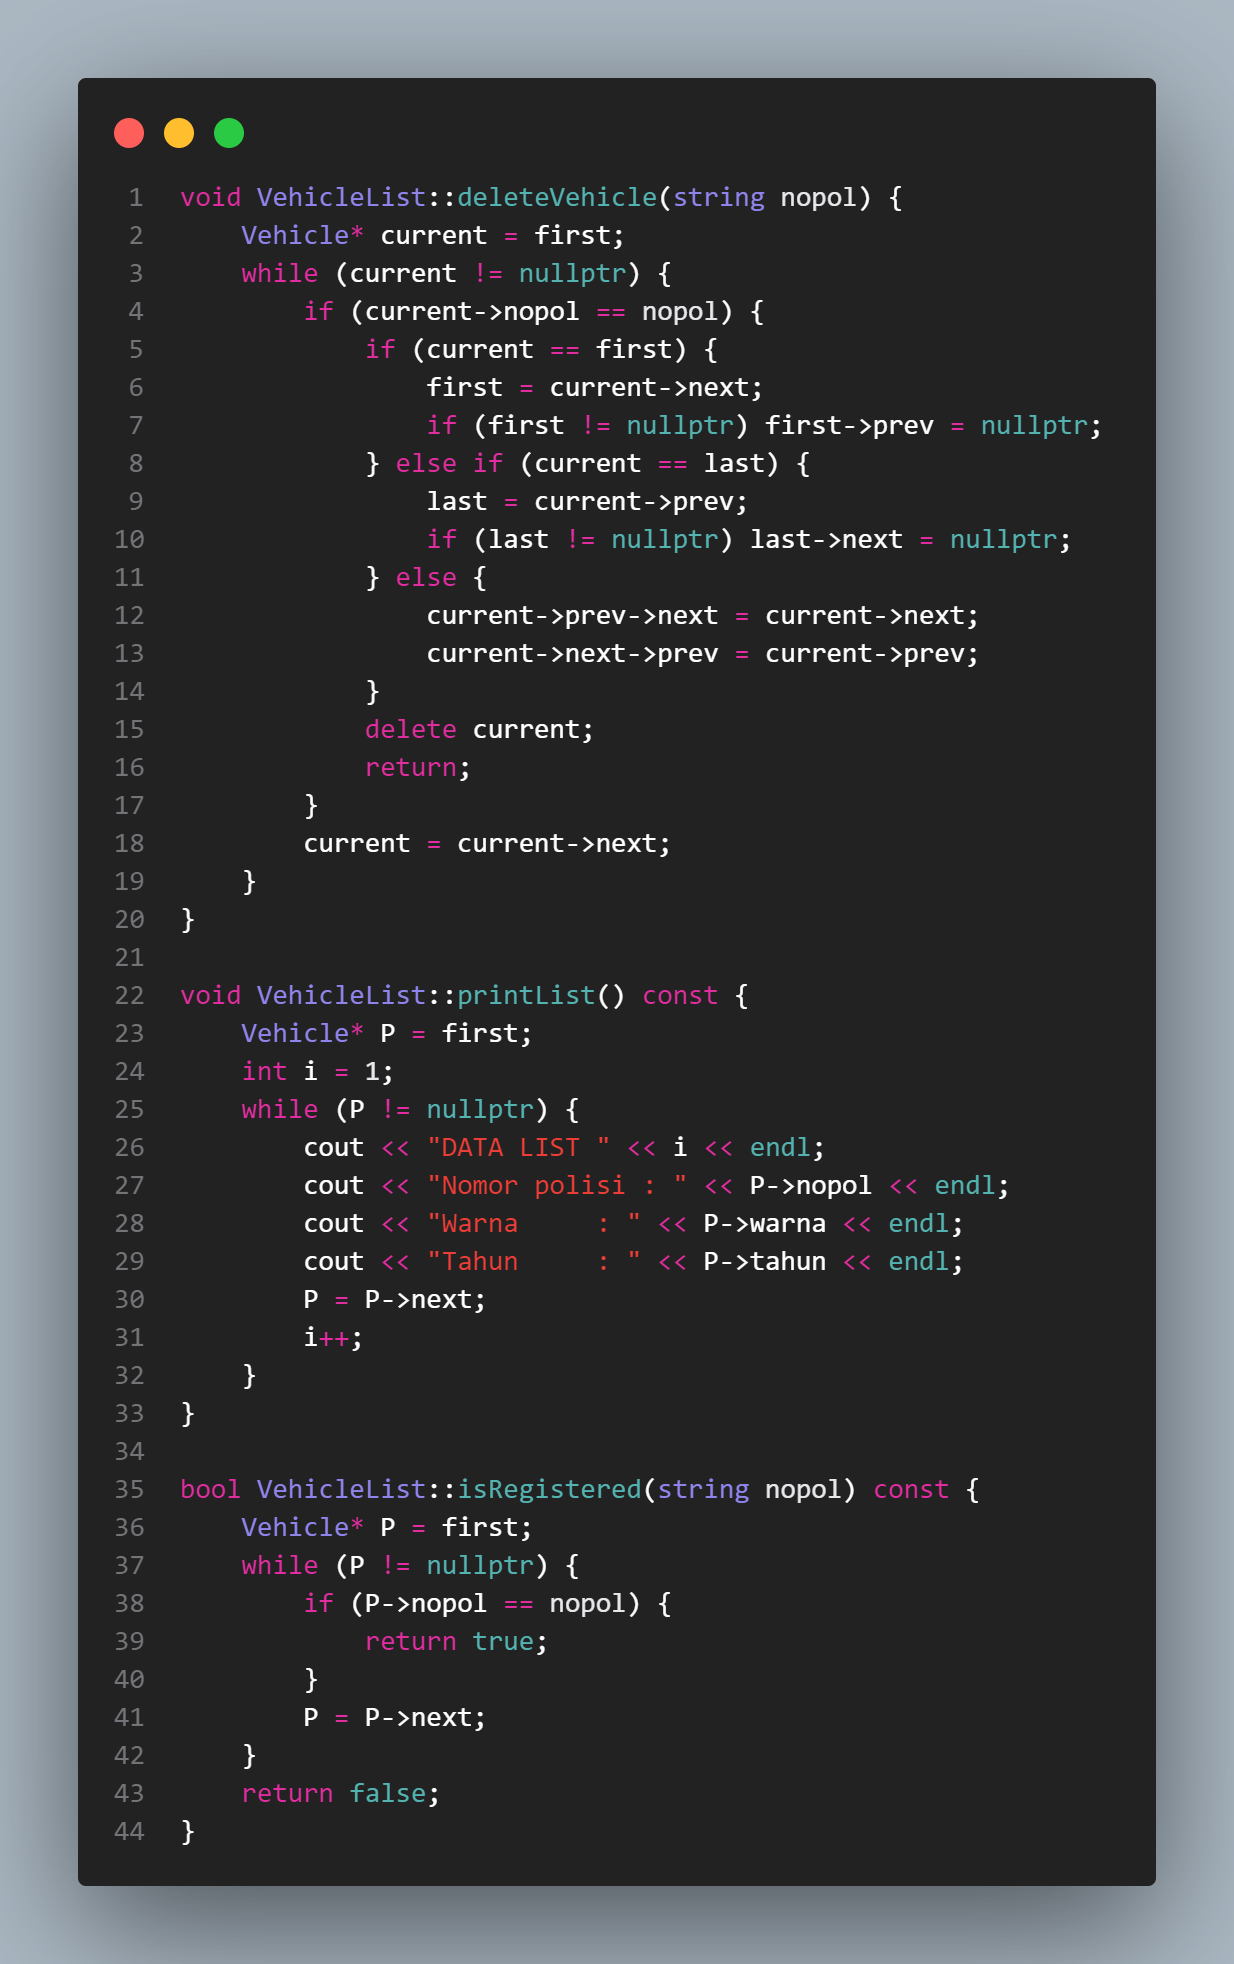 1 void VehicleList::deleteVehicle(string nopol) {
2     Vehicle* current = first;
3     while (current != nullptr) {
4         if (current->nopol == nopol) {
5             if (current == first) {
6                 first = current->next;
7                 if (first != nullptr) first->prev = nullptr;
8             } else if (current == last) {
9                 last = current->prev;
10                 if (last != nullptr) last->next = nullptr;
11             } else {
12                 current->prev->next = current->next;
13                 current->next->prev = current->prev;
14             }
15             delete current;
16             return;
17         }
18         current = current->next;
19     }
20 }
21
22 void VehicleList::printList() const {
23     Vehicle* P = first;
24     int i = 1;
25     while (P != nullptr) {
26         cout << "DATA LIST " << i << endl;
27         cout << "Nomor polisi : " << P->nopol << endl;
28         cout << "Warna     : " << P->warna << endl;
29         cout << "Tahun     : " << P->tahun << endl;
30         P = P->next;
31         i++;
32     }
33 }
34
35 bool VehicleList::isRegistered(string nopol) const {
36     Vehicle* P = first;
37     while (P != nullptr) {
38         if (P->nopol == nopol) {
39             return true;
40         }
41         P = P->next;
42     }
43     return false;
44 }